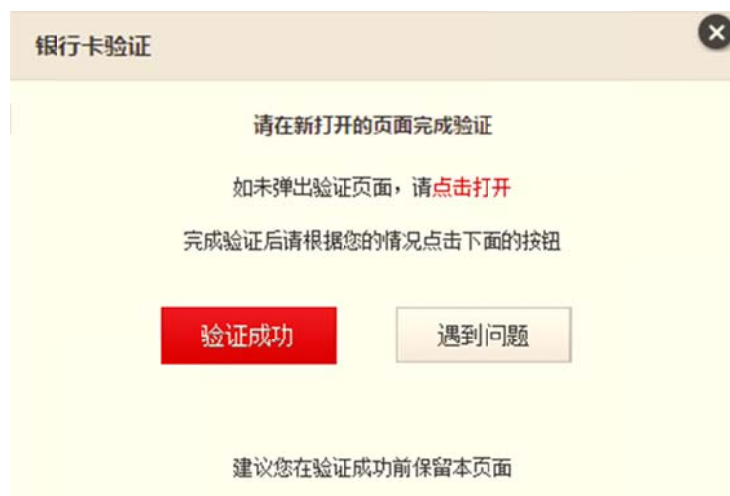 银行卡验证
请在新打开的页面完成验证
如未弹出验证页面，请点击打开
完成验证后请根据您的情况点击下面的按钮
验证成功
遇到问题
建议您在验证成功前保留本页面